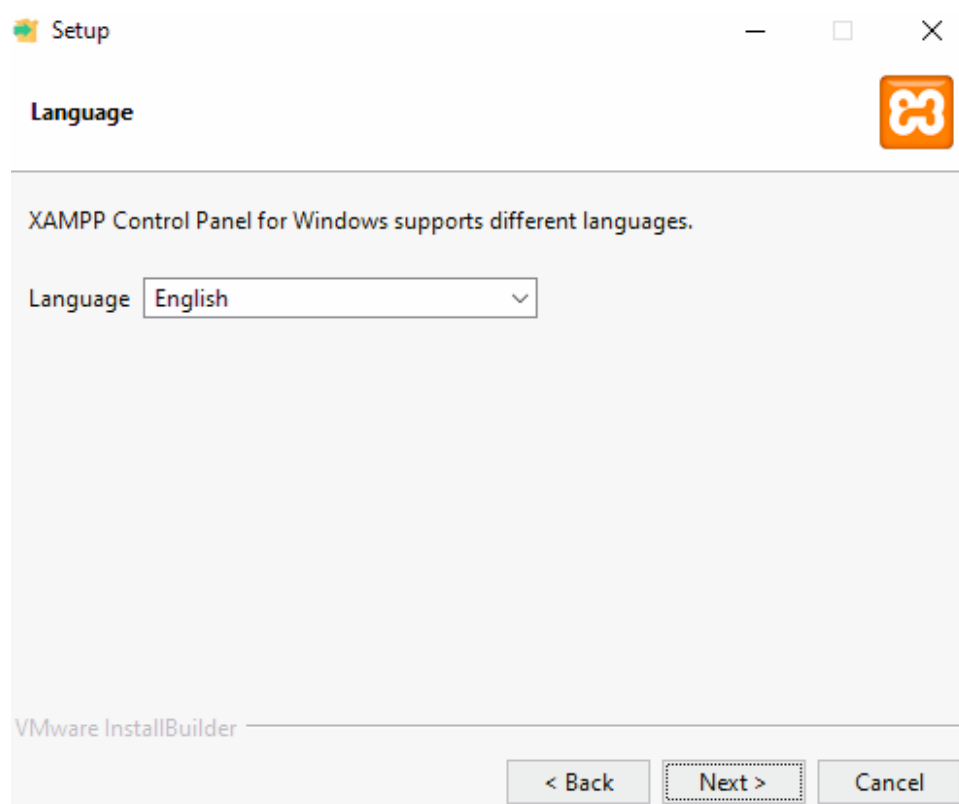 Setup
Language
XAMPP Control Panel for Windows supports different languages.
Language English
VMware InstallBuilder
< Back Next > Cancel